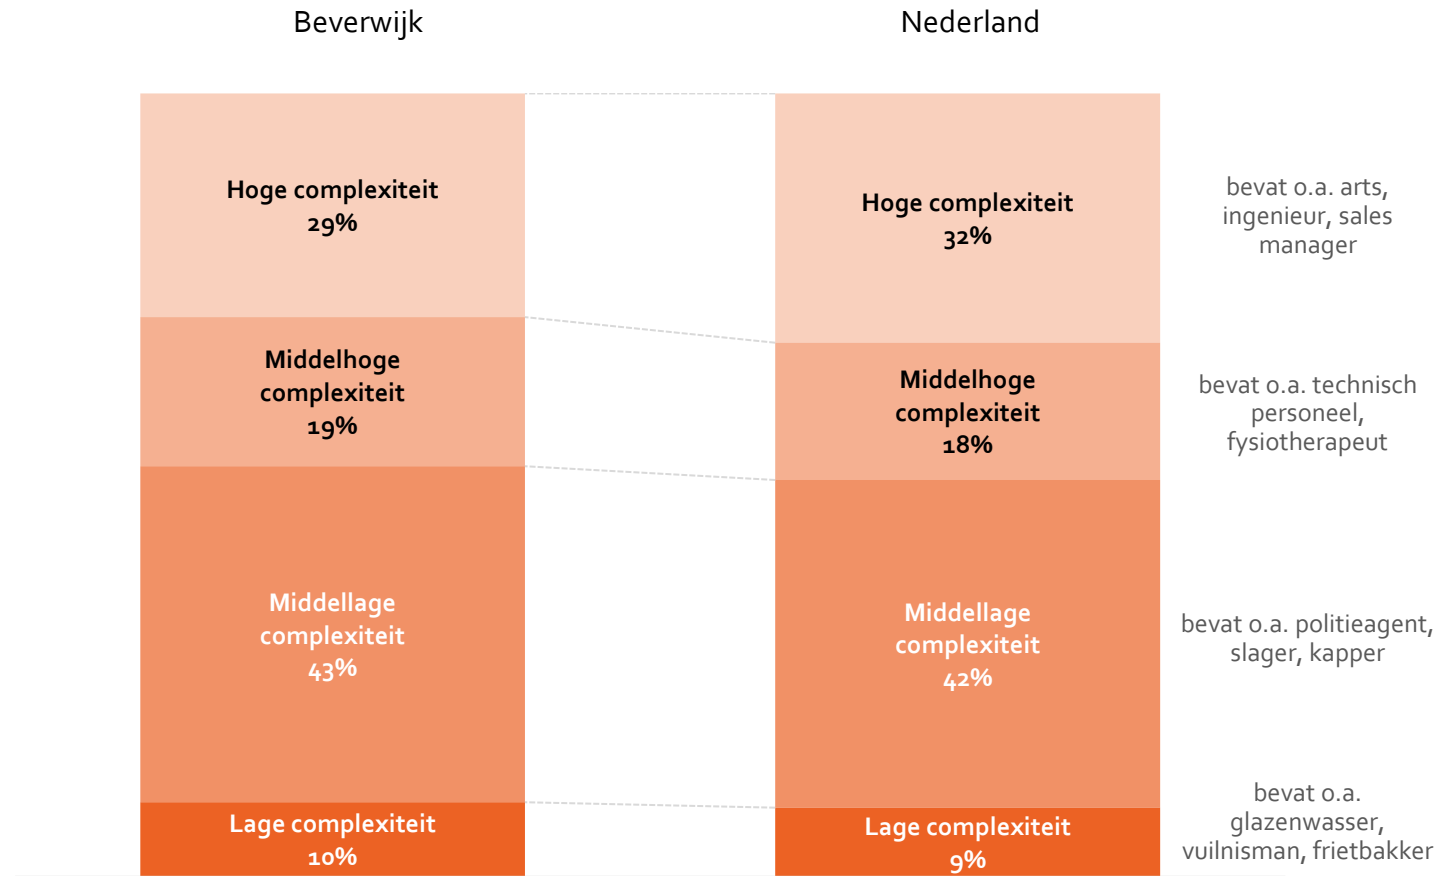 Beverwijk
Nederland
Hoge complexiteit
29%
Hoge complexiteit
32%
bevat o.a. arts,
ingenieur, sales
manager
Middelhoge
complexiteit
19%
Middelhoge
complexiteit
18%
bevat o.a. technisch
personeel,
fysiotherapeut
Middellage
complexiteit
43%
Middellage
complexiteit
42%
bevat o.a. politieagent,
slager, kapper
Lage complexiteit
10%
Lage complexiteit
9%
bevat o.a.
glazenwasser,
vuilnisman, frietbakker